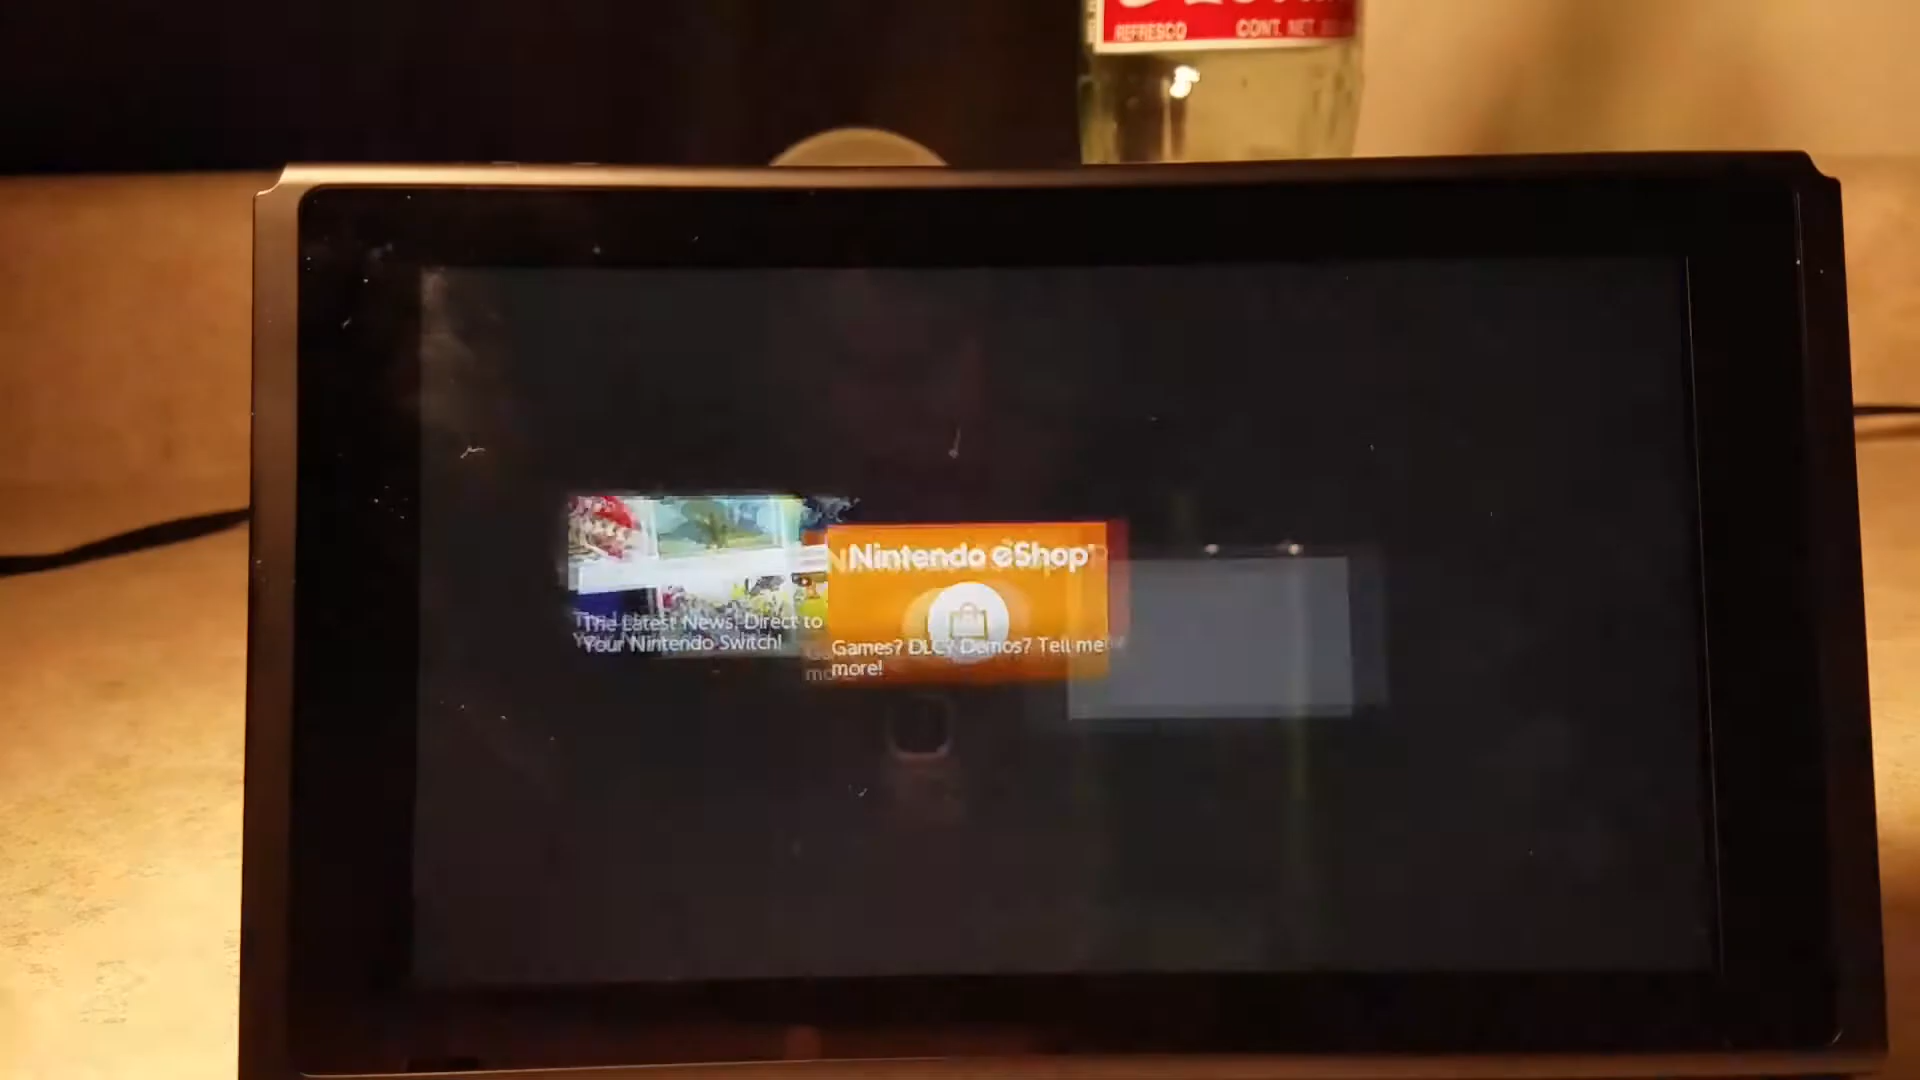 REFRESCO
CONT. NET.
Nintendo eShop
The Latest News! Direct to
Your Nintendo Switch!
Games? DLC? Demos? Tell me
more!